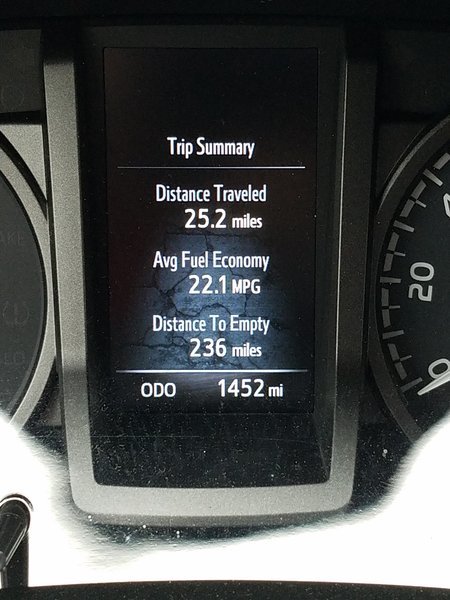 Trip Summary
Distance Traveled
25.2 miles
Avg Fuel Economy
22.1 MPG
Distance To Empty
236 miles
ODO 1452 mi
20
0